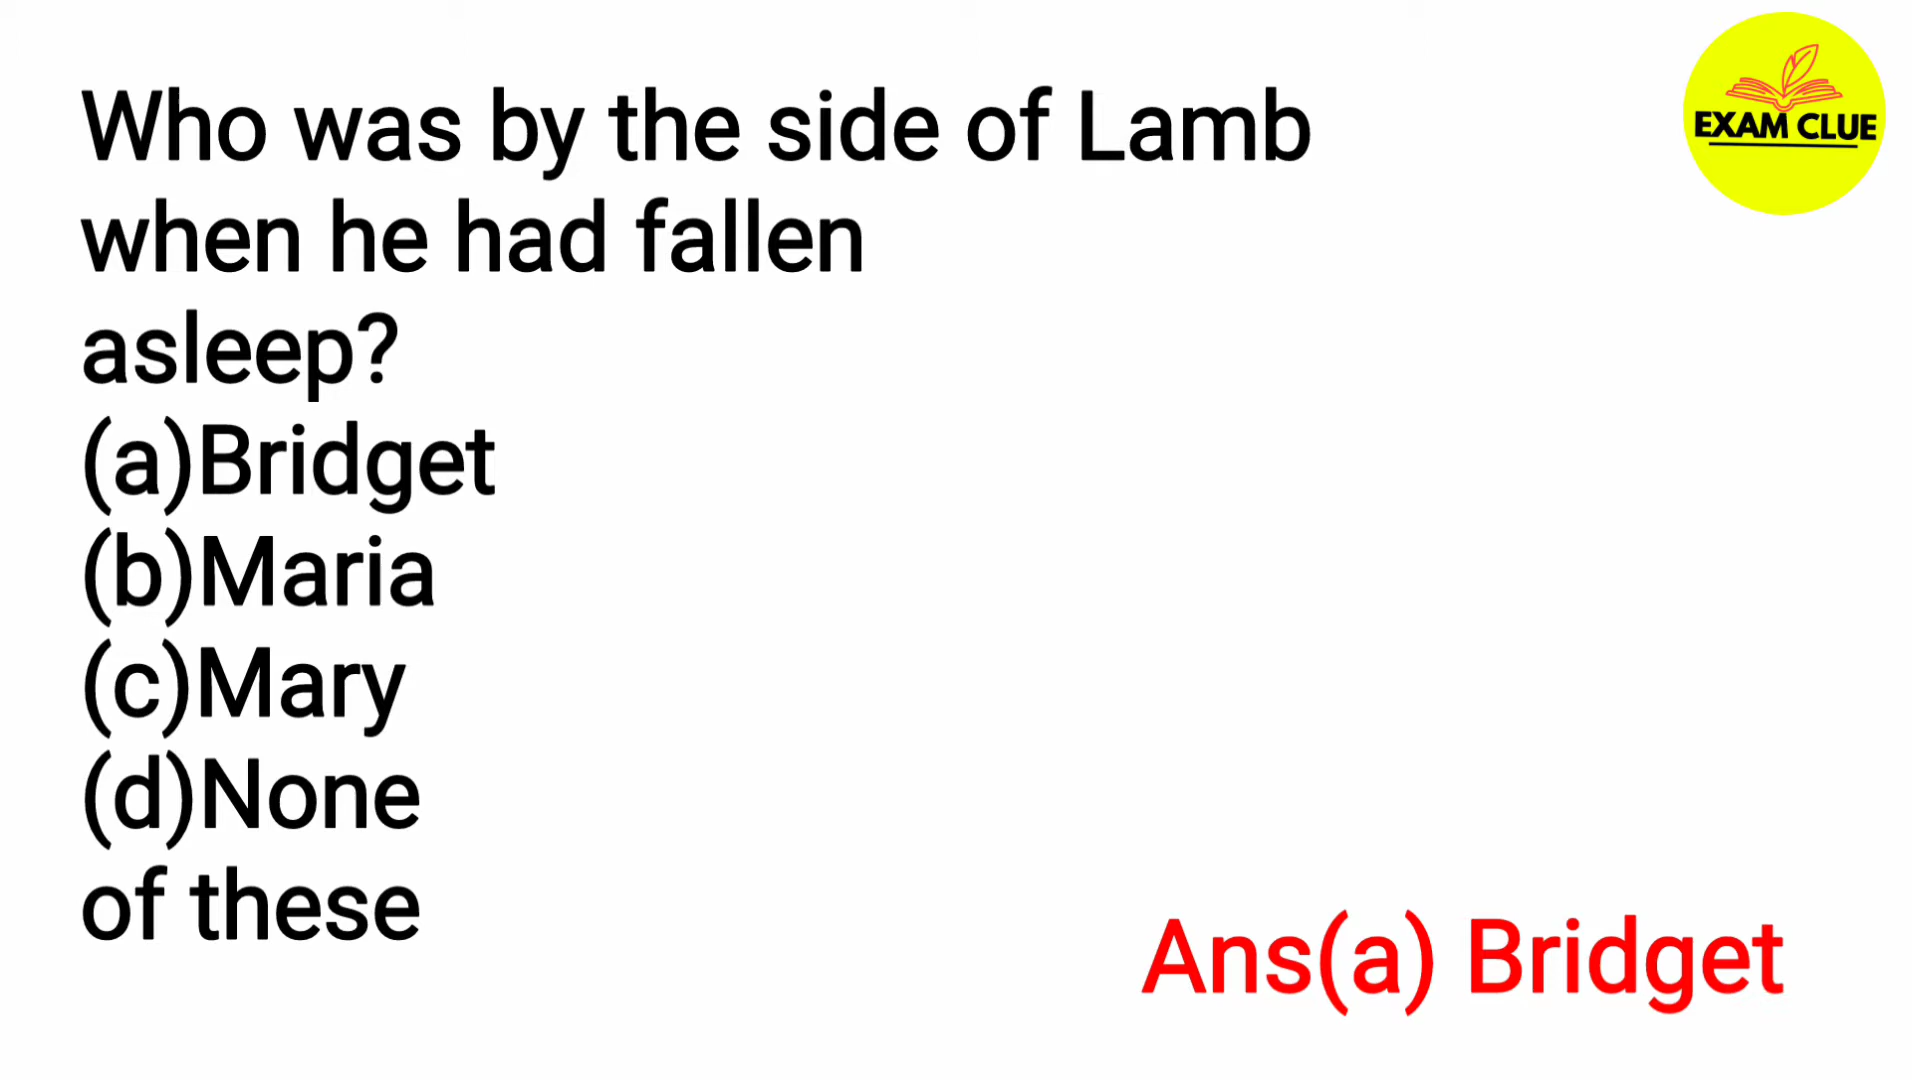 Who was by the side of Lamb
when he had fallen
asleep?
(a)Bridget
(b)Maria
(c)Mary
(d)None
of these
Ans(a) Bridget
EXAM CLUE